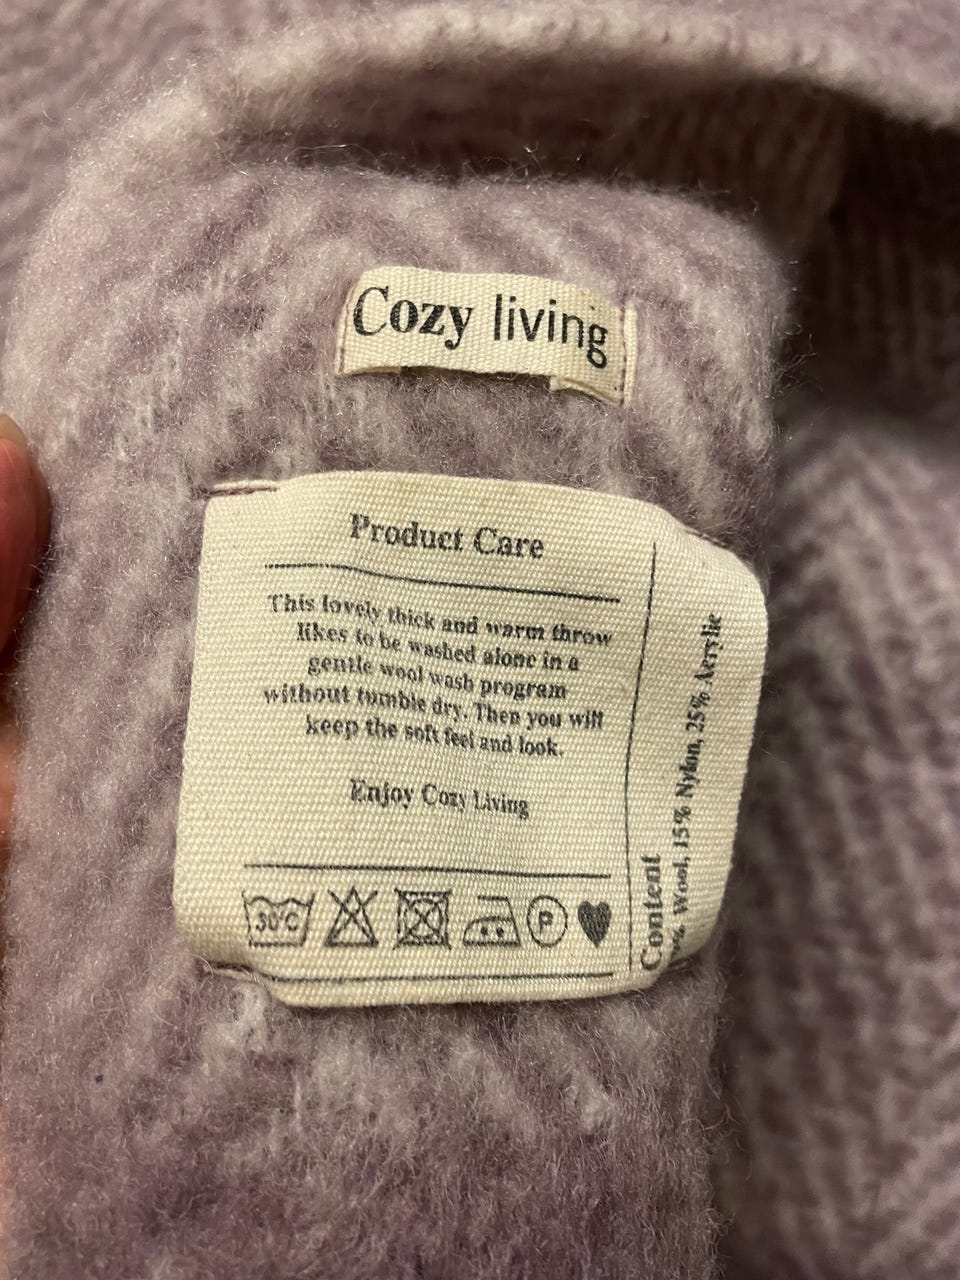 Cozy living
Product Care
This lovely thick and warm throw
likes to be washed alone in a
gentle wool wash program
without tumble dry. Then you will
keep the soft feel and look.
Enjoy Cozy Living
30°C
P
Content
Wool, 15% Nylon, 25% Acrylic